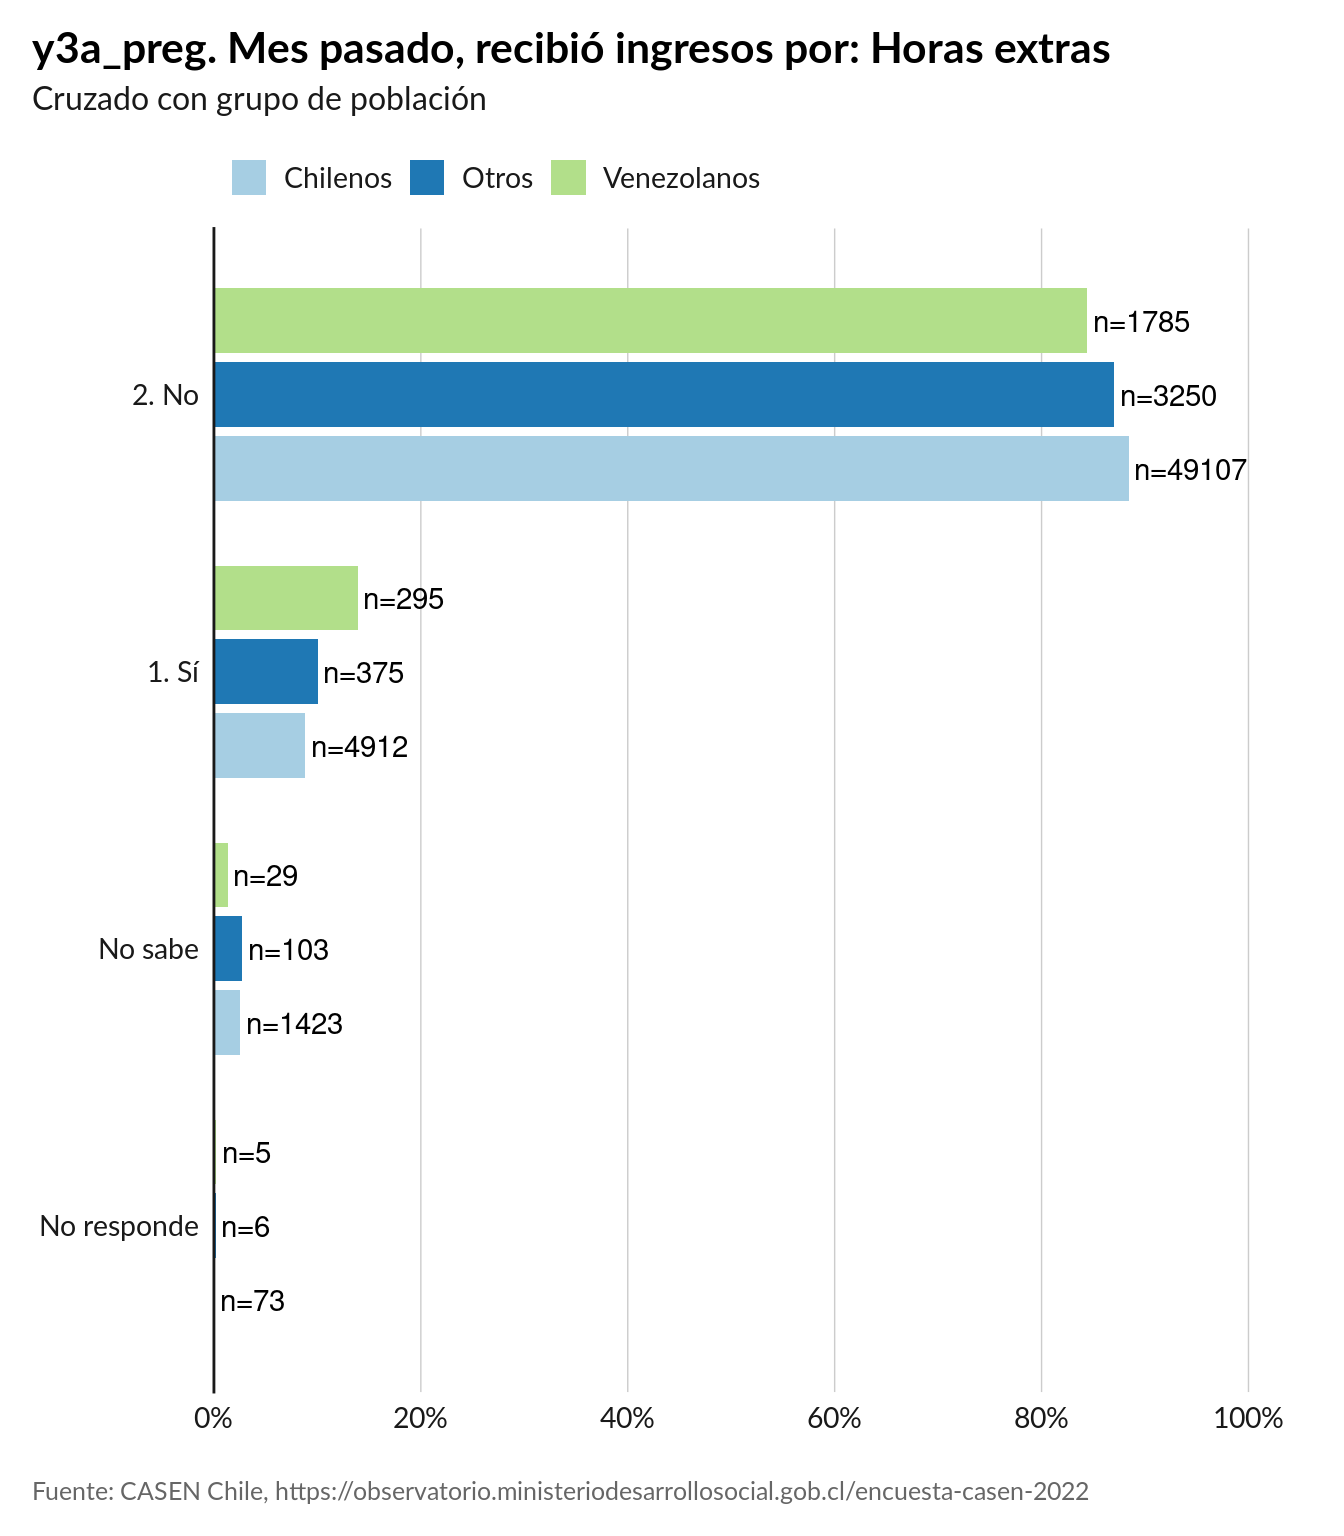 y3a_preg. Mes pasado, recibió ingresos por: Horas extras
Cruzado con grupo de población
Chilenos Otros Venezolanos
n=1785
2. No n=3250
n=49107
n=295
1. Sí n=375
n=4912
n=29
No sabe n=103
n=1423
n=5
No responde n=6
n=73
0% 20% 40% 60% 80% 100%
Fuente: CASEN Chile, https://observatorio.ministeriodesarrollosocial.gob.cl/encuesta-casen-2022